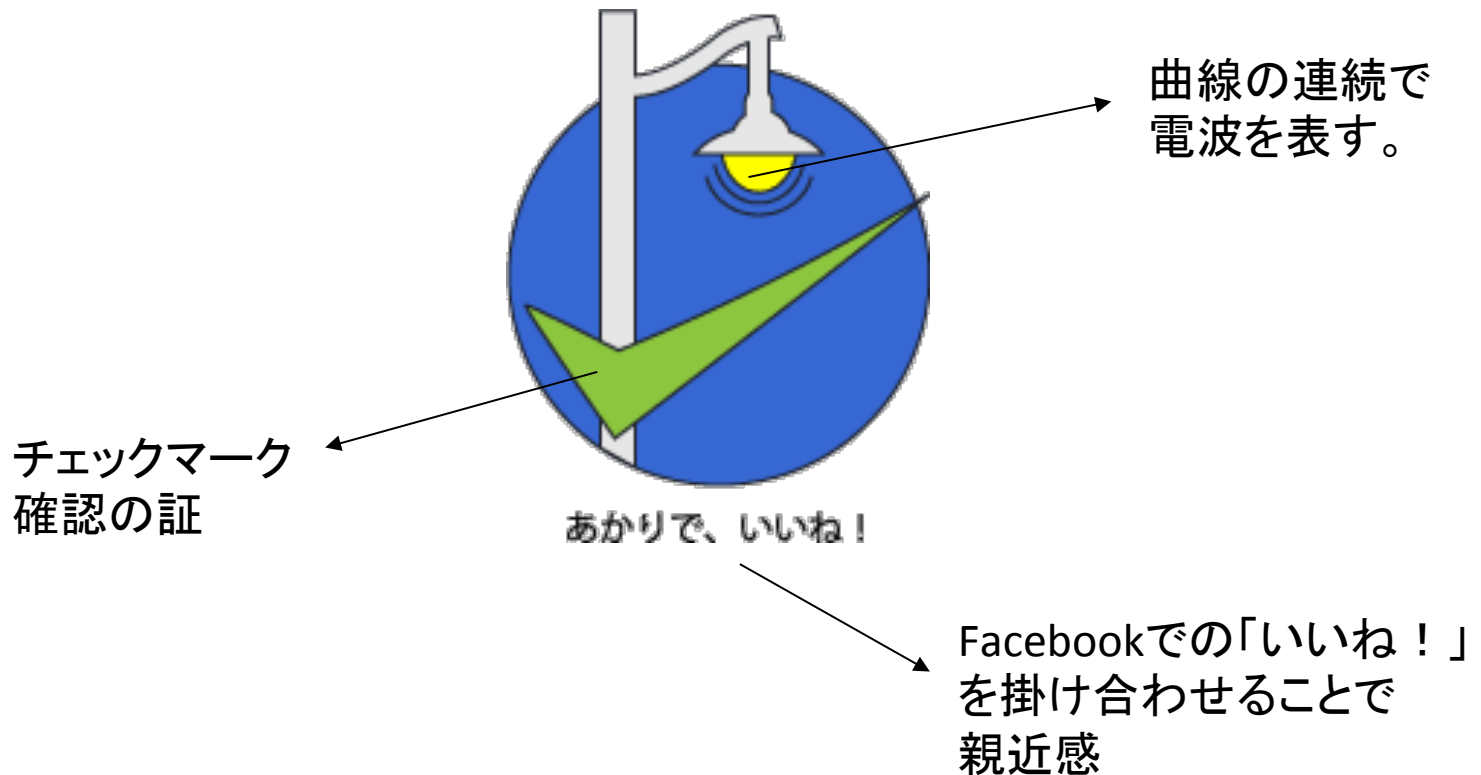 曲線の連続で
電波を表す。
チェックマーク
確認の証
あかりで、いいね！
Facebookでの「いいね！」
を掛け合わせることで
親近感